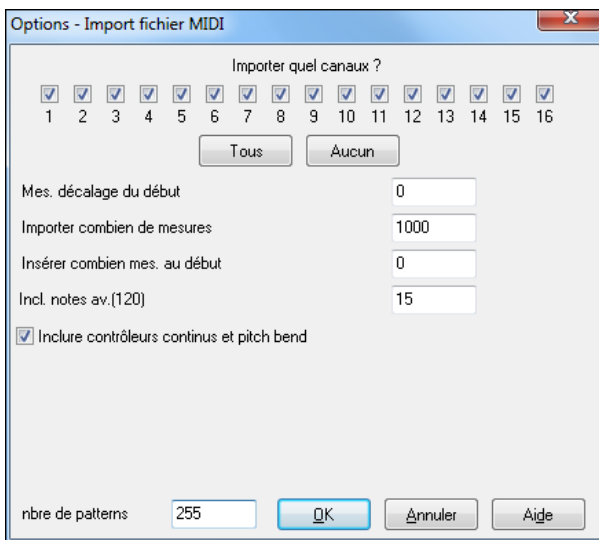 Options - Import fichier MIDI
Importer quel canaux ?
1 2 3 4 5 6 7 8 9 10 11 12 13 14 15 16
Tous Aucun
Mes. décalage du début 0
Importer combien de mesures 1000
Insérer combien mes. au début 0
Incl. notes av.(120) 15
Inclure contrôleurs continus et pitch bend
nbre de patterns 255 OK Annuler Aide